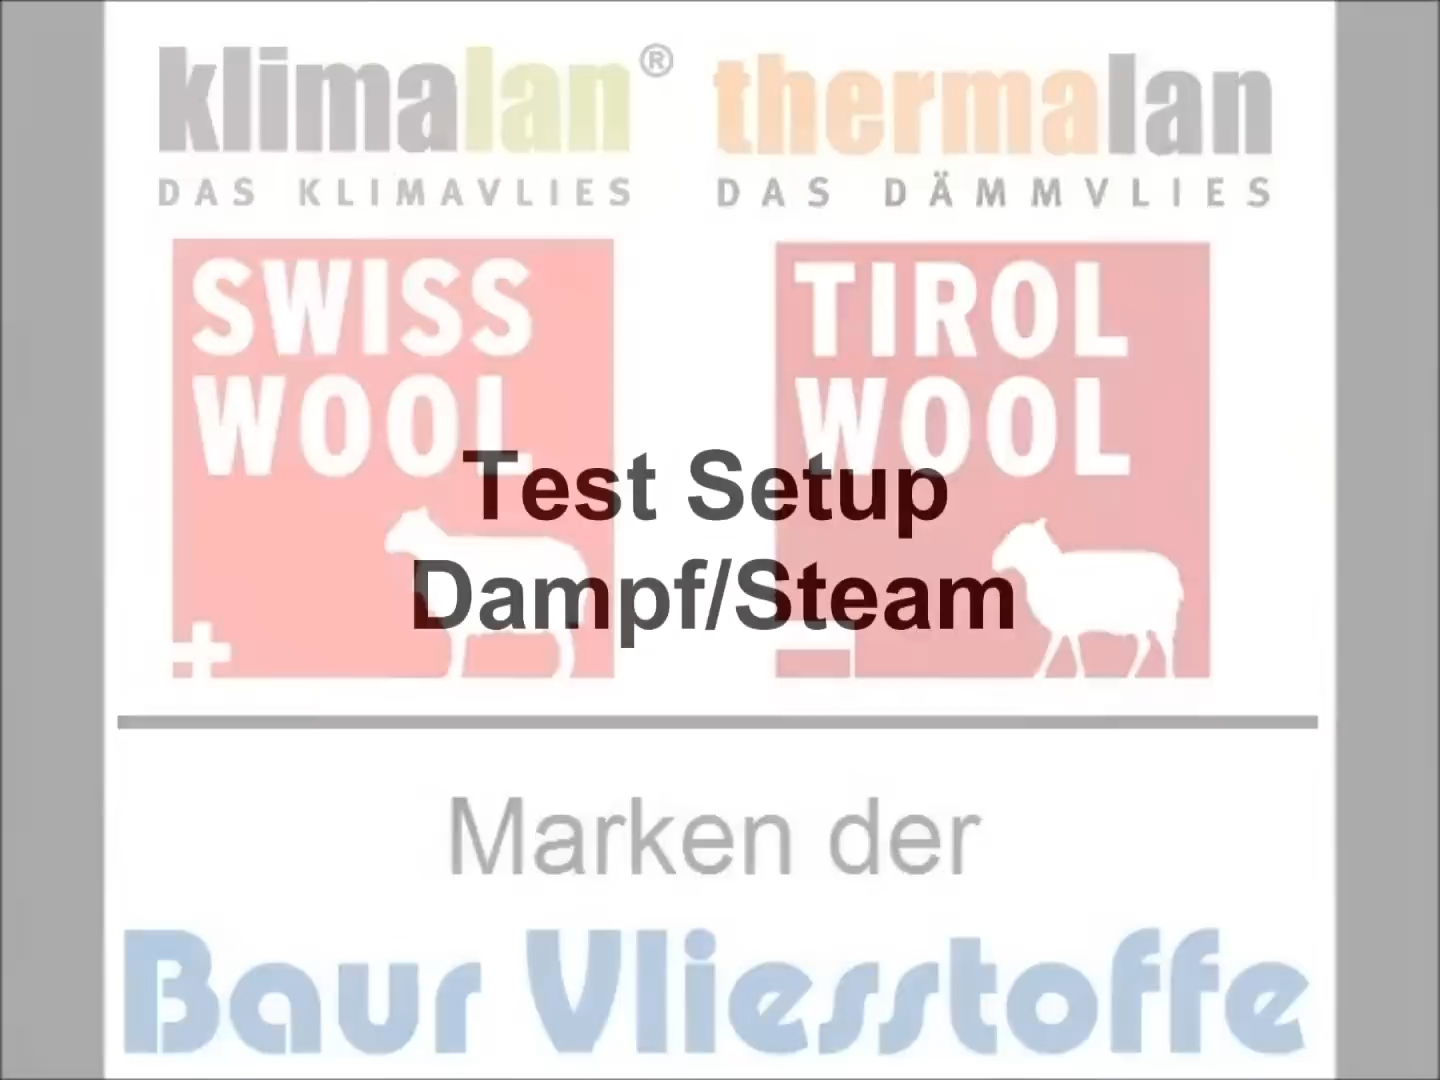 klimalan® thermalan
DAS KLIMAVLIES DAS DÄMMVLIES
SWISS
WOOL
TIROL
WOOL
Test Setup
Dampf/Steam
Marken der
Baur Vliesstoffe